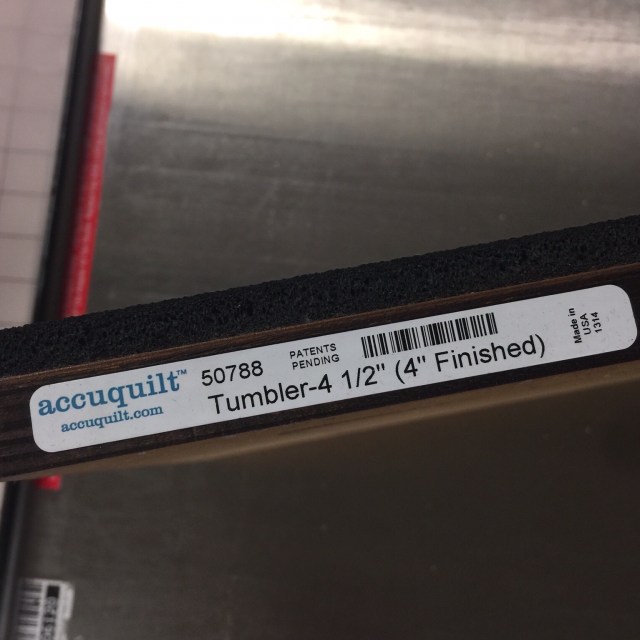 accuquilt™
accuquilt.com
50788
PATENTS
PENDING
Tumbler-4 1/2" (4" Finished)
Made in
USA
1314